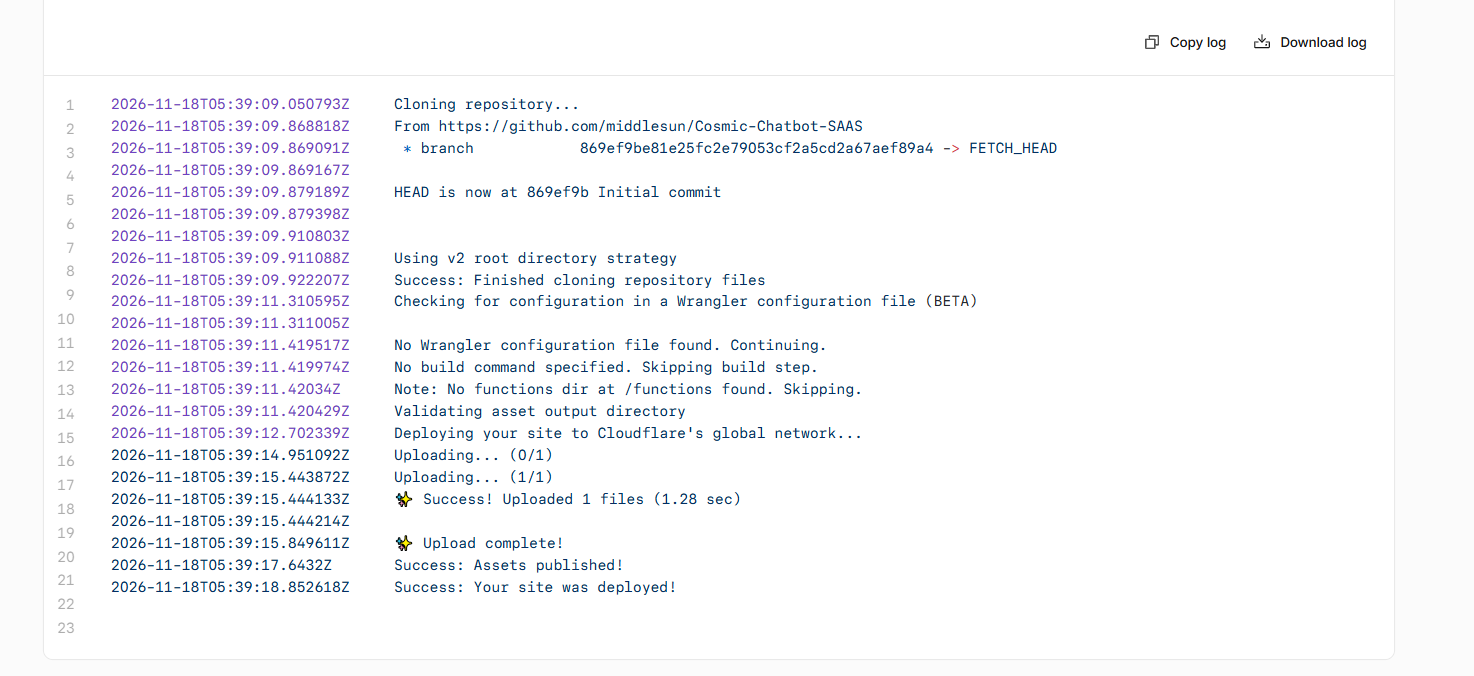 Copy log Download log
1 2026-11-18T05:39:09.050793Z Cloning repository...
2 2026-11-18T05:39:09.868818Z From https://github.com/middlesun/Cosmic-Chatbot-SAAS
3 2026-11-18T05:39:09.869091Z * branch 869ef9be81e25fc2e79053cf2a5cd2a67aef89a4 -> FETCH_HEAD
4 2026-11-18T05:39:09.869167Z
5 2026-11-18T05:39:09.879189Z HEAD is now at 869ef9b Initial commit
6 2026-11-18T05:39:09.879398Z
7 2026-11-18T05:39:09.910803Z
8 2026-11-18T05:39:09.911088Z Using v2 root directory strategy
9 2026-11-18T05:39:09.922207Z Success: Finished cloning repository files
10 2026-11-18T05:39:11.310595Z Checking for configuration in a Wrangler configuration file (BETA)
11 2026-11-18T05:39:11.311005Z
12 2026-11-18T05:39:11.419517Z No Wrangler configuration file found. Continuing.
13 2026-11-18T05:39:11.419974Z No build command specified. Skipping build step.
14 2026-11-18T05:39:11.42034Z Note: No functions dir at /functions found. Skipping.
15 2026-11-18T05:39:11.420429Z Validating asset output directory
16 2026-11-18T05:39:12.702339Z Deploying your site to Cloudflare's global network...
17 2026-11-18T05:39:14.951092Z Uploading... (0/1)
18 2026-11-18T05:39:15.443872Z Uploading... (1/1)
19 2026-11-18T05:39:15.444133Z ✨ Success! Uploaded 1 files (1.28 sec)
20 2026-11-18T05:39:15.444214Z
21 2026-11-18T05:39:15.849611Z ✨ Upload complete!
22 2026-11-18T05:39:17.6432Z Success: Assets published!
23 2026-11-18T05:39:18.852618Z Success: Your site was deployed!